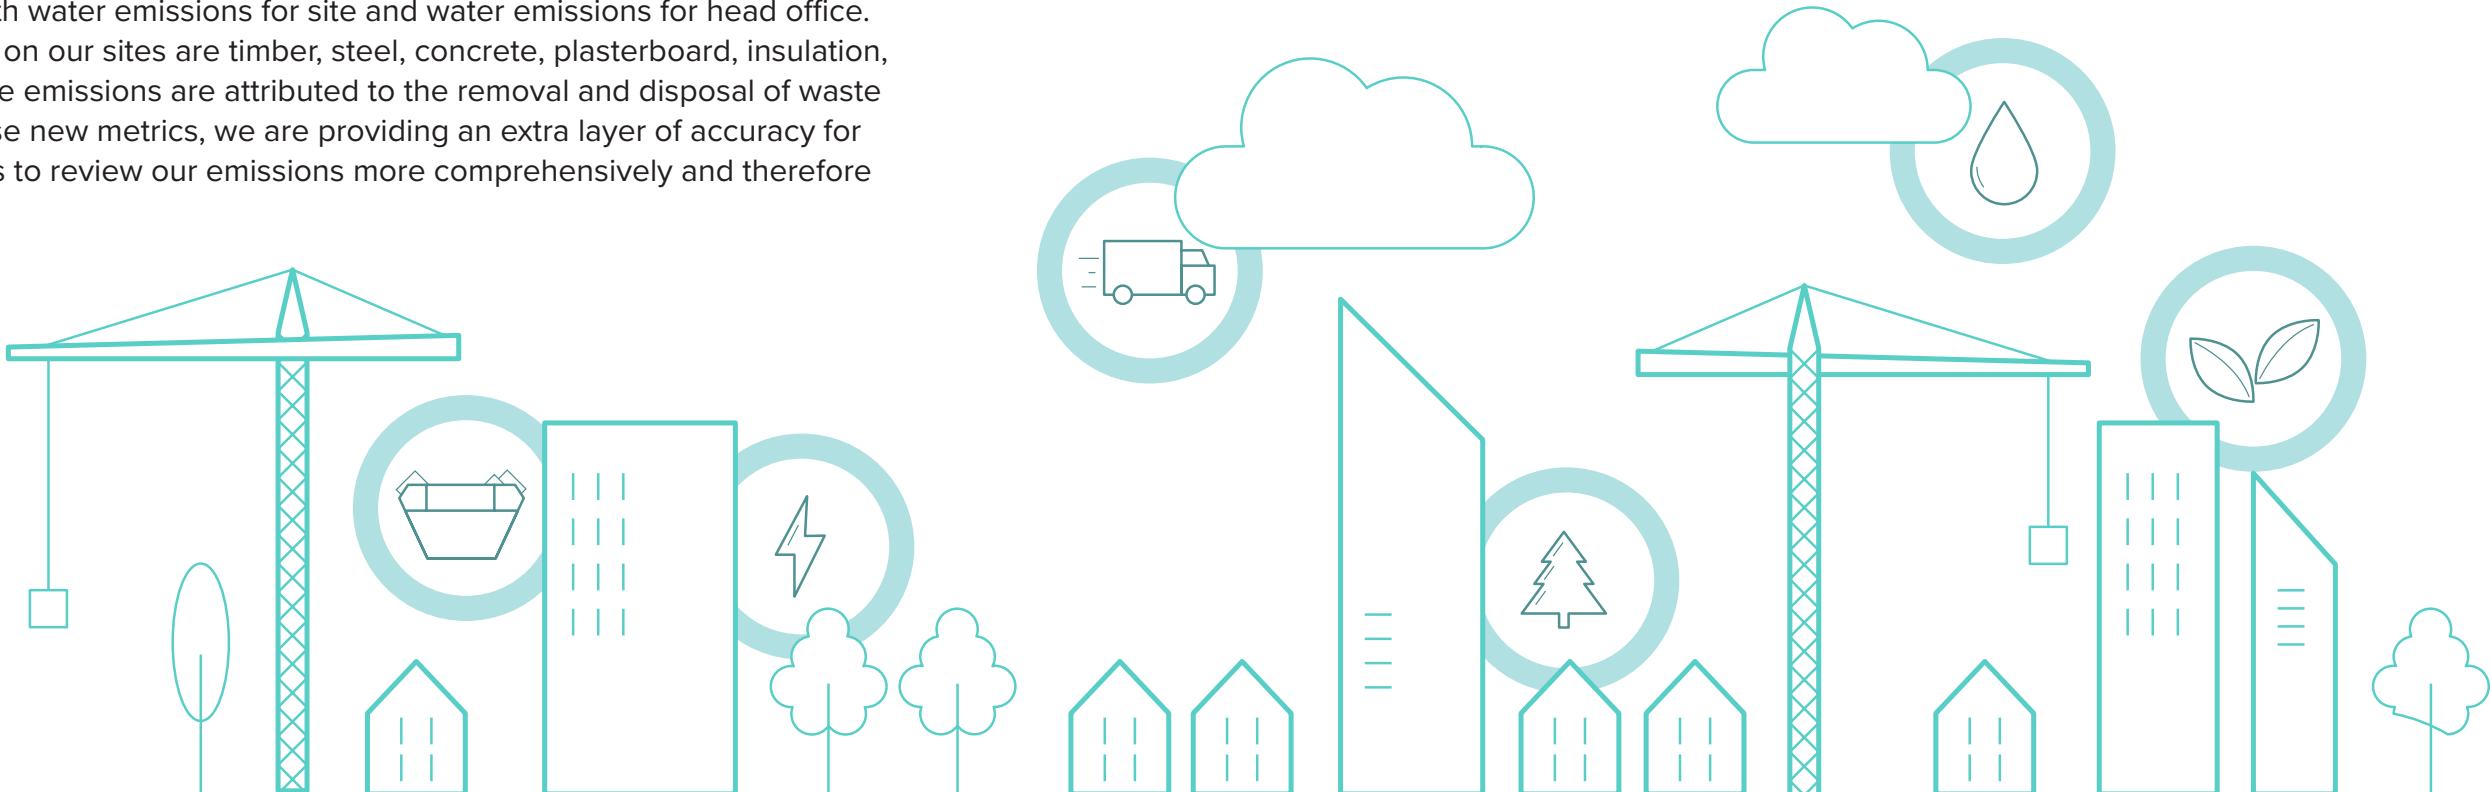 water emissions for site and water emissions for head office.
on our sites are timber, steel, concrete, plasterboard, insulation,
emissions are attributed to the removal and disposal of waste
new metrics, we are providing an extra layer of accuracy for
to review our emissions more comprehensively and therefore